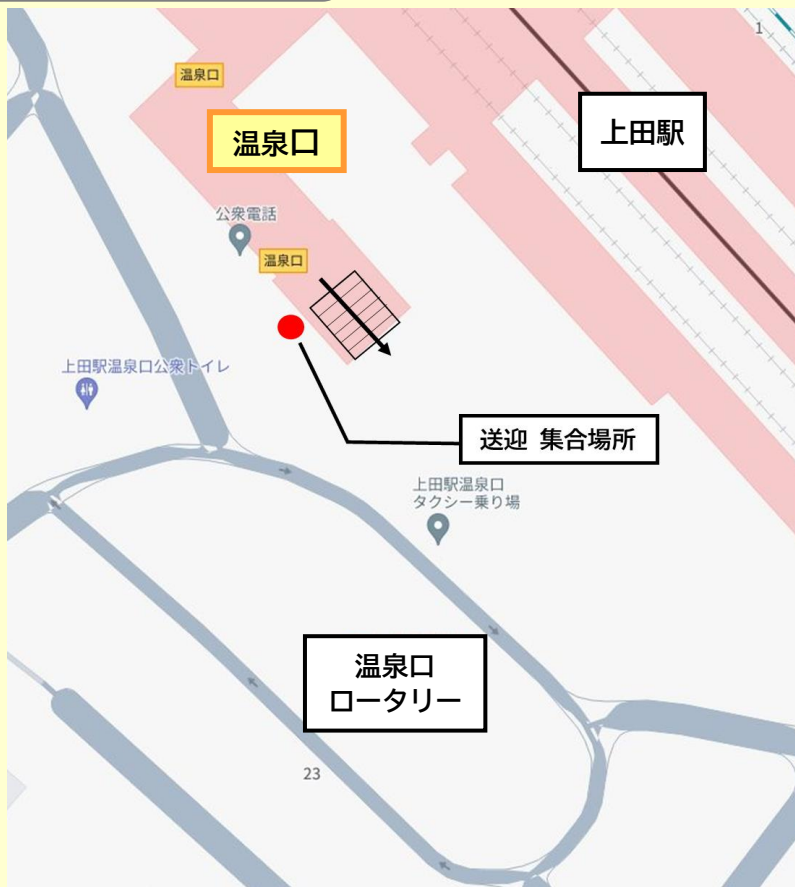 1
温泉口
上田駅
温泉口
公衆電話
温泉口
上田駅温泉口公衆トイレ
送迎 集合場所
上田駅温泉口
タクシー乗り場
温泉口
ロータリー
23